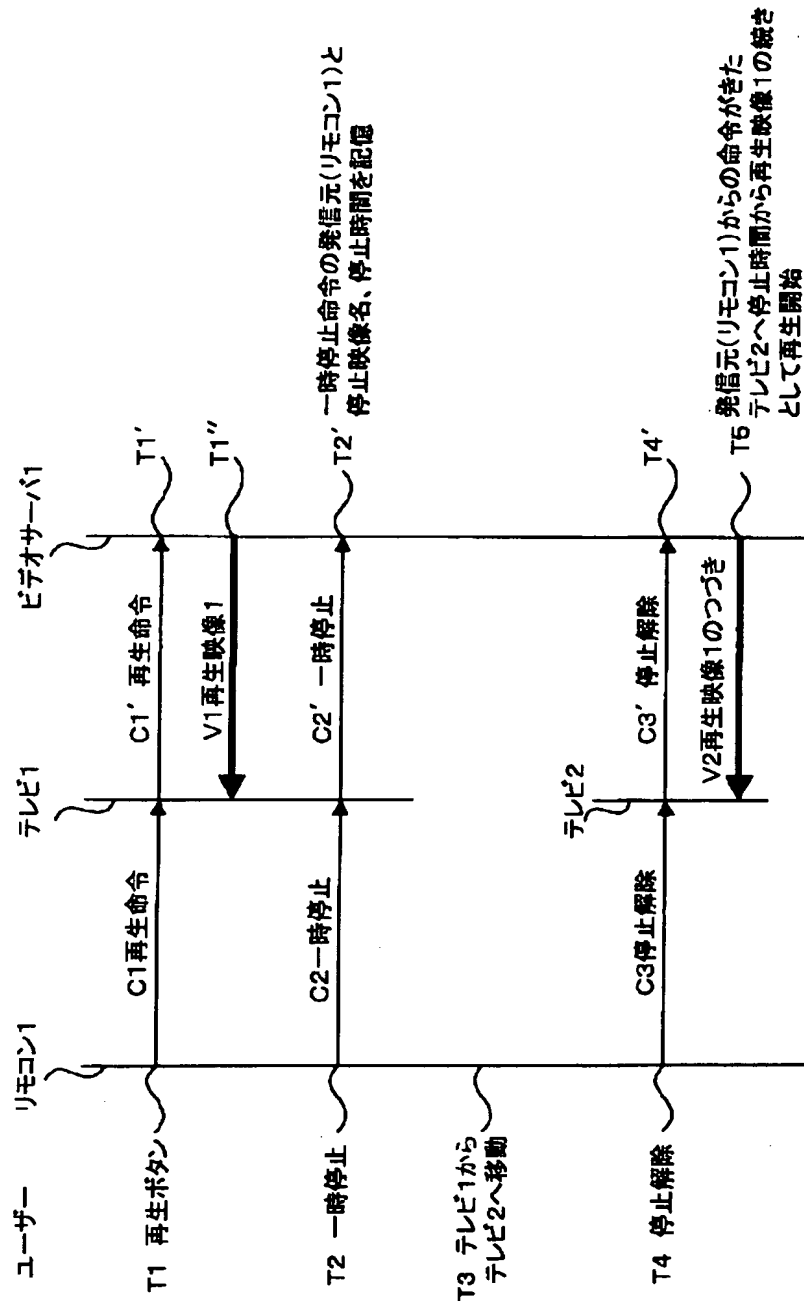 ユーザー
リモコン1
テレビ1
ビデオサーバ1
T1 再生ボタン
C1再生命令
C1′ 再生命令
T1′
V1再生映像1
T1″
T2 一時停止
C2一時停止
C2′ 一時停止
T2′ 一時停止命令の発信元(リモコン1)と
停止映像名、停止時間を記憶
T3 テレビ1から
テレビ2へ移動
テレビ2
T4 停止解除
C3停止解除
C3′ 停止解除
T4′
V2再生映像1のつづき
T5 発信元(リモコン1)からの命令がきた
テレビ2へ停止時間から再生映像1の続き
として再生開始